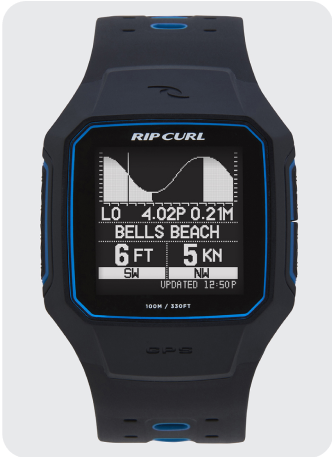 RIP CURL
LO 4.02P 0.21M
BELLS BEACH
6 FT 5 KN
SW NW
UPDATED 12:50P
100M / 330FT
GPS